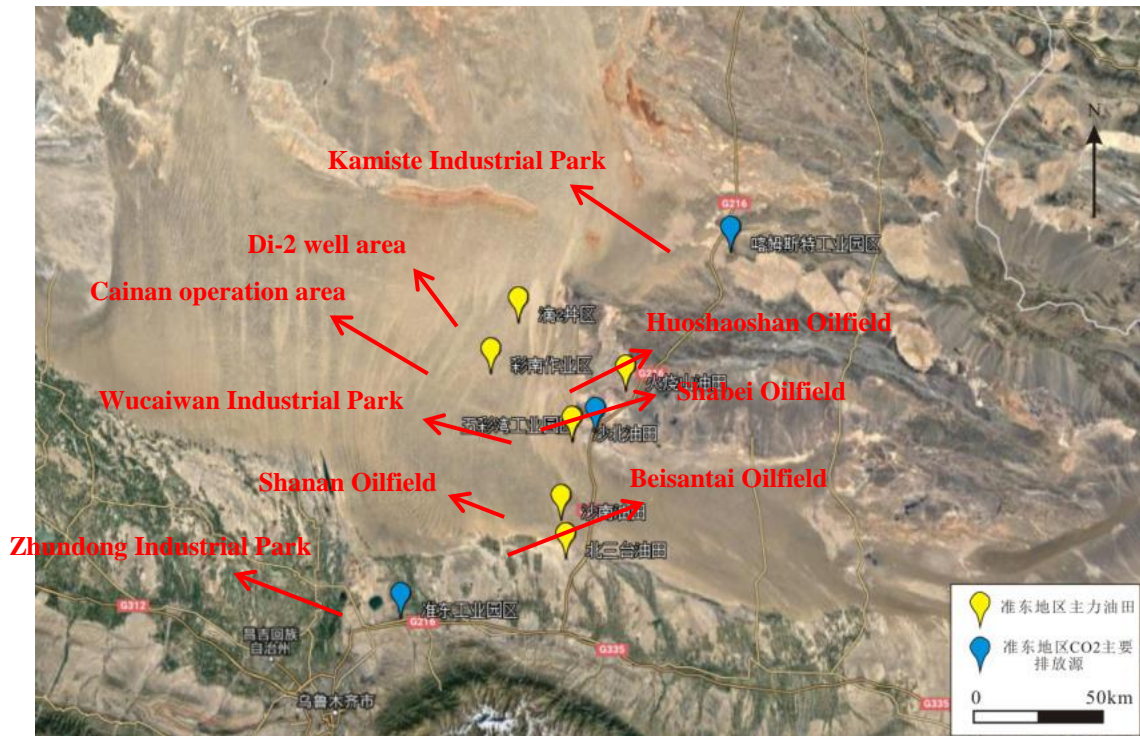 N
Kamiste Industrial Park
G216
喀姆斯特工业园区
Di-2 well area
Cainan operation area
滴2井区
Huoshaoshan Oilfield
彩南作业区
G216
火烧山油田
Wucaiwan Industrial Park
Shabei Oilfield
五彩湾工业园区
沙北油田
Shanan Oilfield
Beisantai Oilfield
沙南油田
北三台油田
Zhundong Industrial Park
准东工业园区
G312
G216
昌吉回族
自治州
G335
乌鲁木齐市
G335
准东地区主力油田
准东地区CO2主要
排放源
0 50km